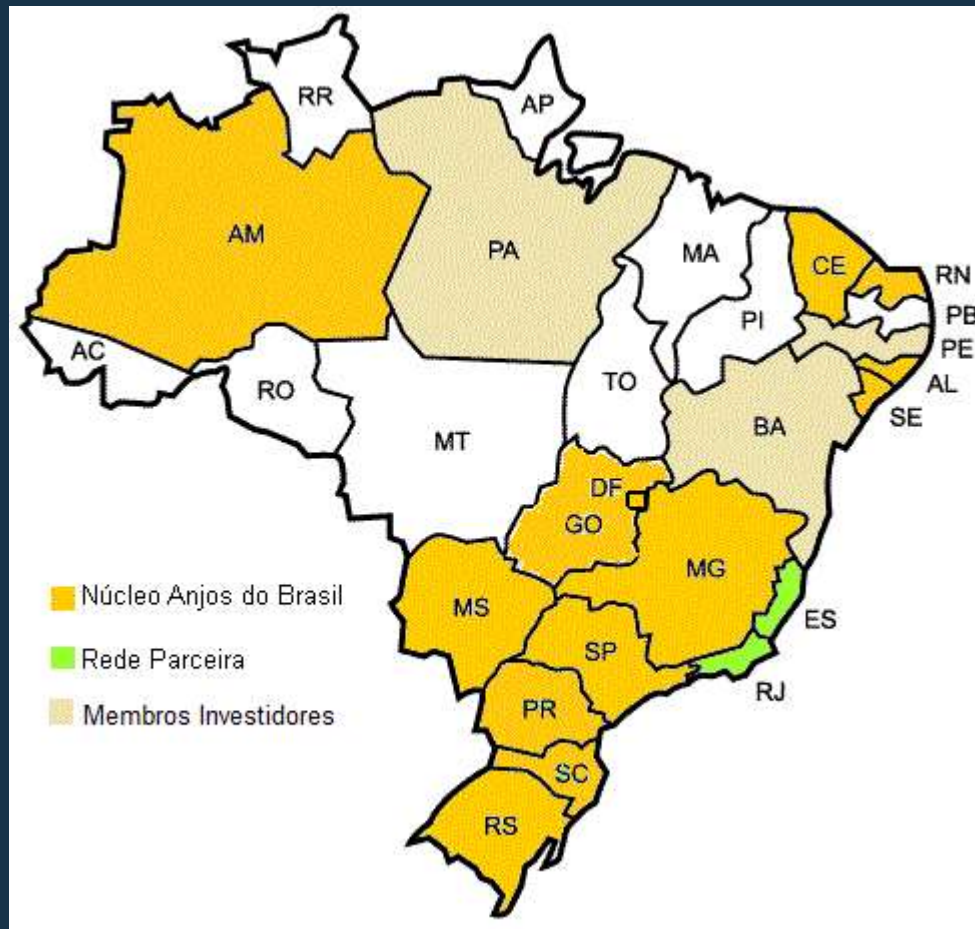 RR
AP
AM
PA
MA
CE
RN
PI
PB
PE
AC
RO
TO
AL
SE
MT
BA
DF
GO
MG
MS
ES
SP
RJ
PR
SC
RS
Núcleo Anjos do Brasil
Rede Parceira
Membros Investidores